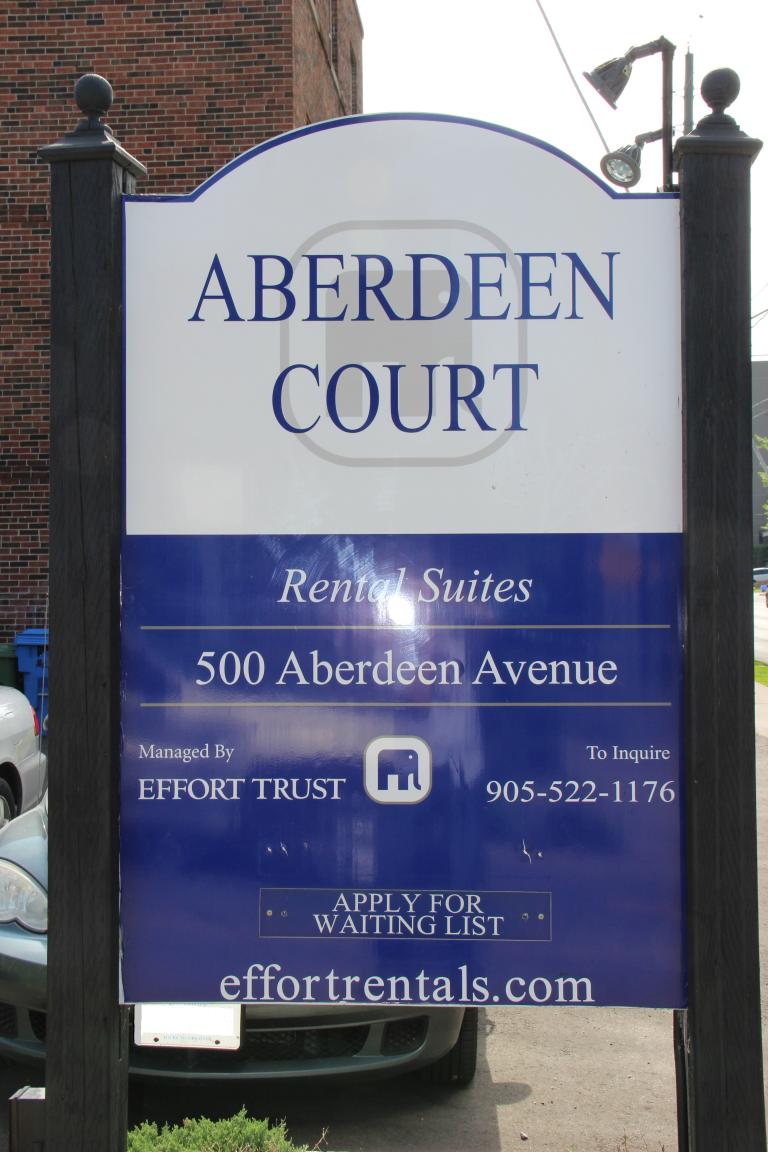 ABERDEEN
COURT
Rental Suites
500 Aberdeen Avenue
Managed By
EFFORT TRUST
To Inquire
905-522-1176
APPLY FOR
WAITING LIST
effortrentals.com